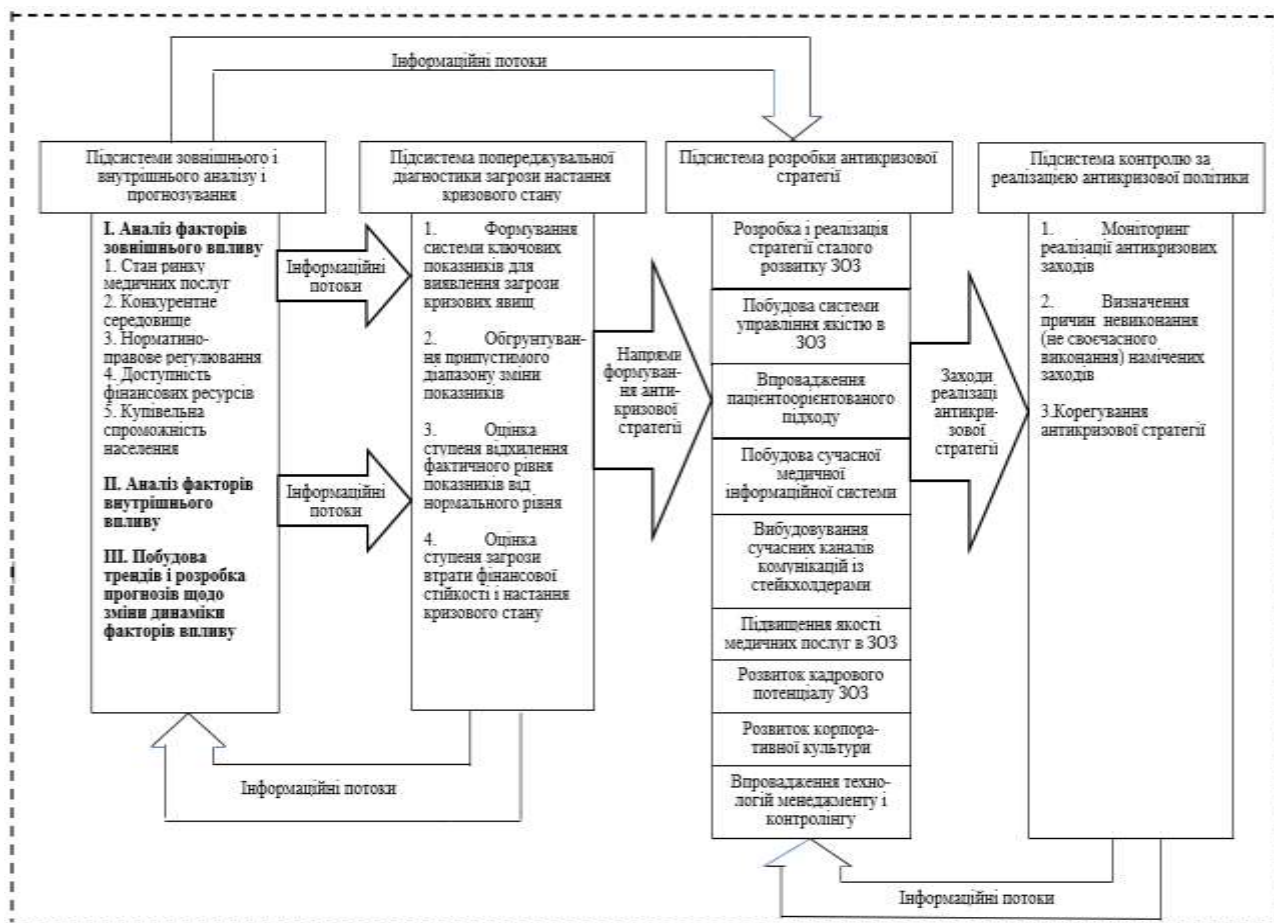 Інформаційні потоки
Підсистеми зовнішнього і
внутрішнього аналізу і
прогнозування
І. Аналіз факторів
зовнішнього впливу
1. Стан ринку
медичних послуг
2. Конкурентне
середовище
3. Норматино-
правове регулювання
4. Доступність
фінансових ресурсів
5. Купівельна
спроможність
населення
ІІ. Аналіз факторів
внутрішнього
впливу
ІІІ. Побудова
трендів і розробка
прогнозів щодо
зміни динаміки
факторів впливу
Інформаційні
потоки
Інформаційні
потоки
Підсистема попереджувальної
діагностики загрози настання
кризового стану
1. Формування
системи ключових
показників для
виявлення загрози
кризових явищ
2. Обгрунтуван-
ня припустимого
діапазону зміни
показників
3. Оцінка
ступеня відхилення
фактичного рівня
показників від
нормального рівня
4. Оцінка
ступеня загрози
втрати фінансової
стійкості і настання
кризового стану
Напрями
формуван-
ня анти-
кризової
стратегії
Підсистема розробки антикризової
стратегії
Розробка і реалізація
стратегії сталого
розвитку ЗОЗ
Побудова системи
управління якістю в
ЗОЗ
Впровадження
пацієнтоорієнтованого
підходу
Побудова сучасної
медичної
інформаційної системи
Вибудовування
сучасних каналів
комунікацій із
стейкхолдерами
Підвищення якості
медичних послуг в ЗОЗ
Розвиток кадрового
потенціалу ЗОЗ
Розвиток корпора-
тивної культури
Впровадження техно-
логій менеджменту і
контролінгу
Заходи
реалізаці
антикри-
зової
стратегії
Підсистема контролю за
реалізацією антикризової політики
1. Моніторинг
реалізації антикризових
заходів
2. Визначення
причин невиконання
(не своєчасного
виконання) намічених
заходів
3.Корегування
антикризової стратегії
Інформаційні потоки
Інформаційні потоки